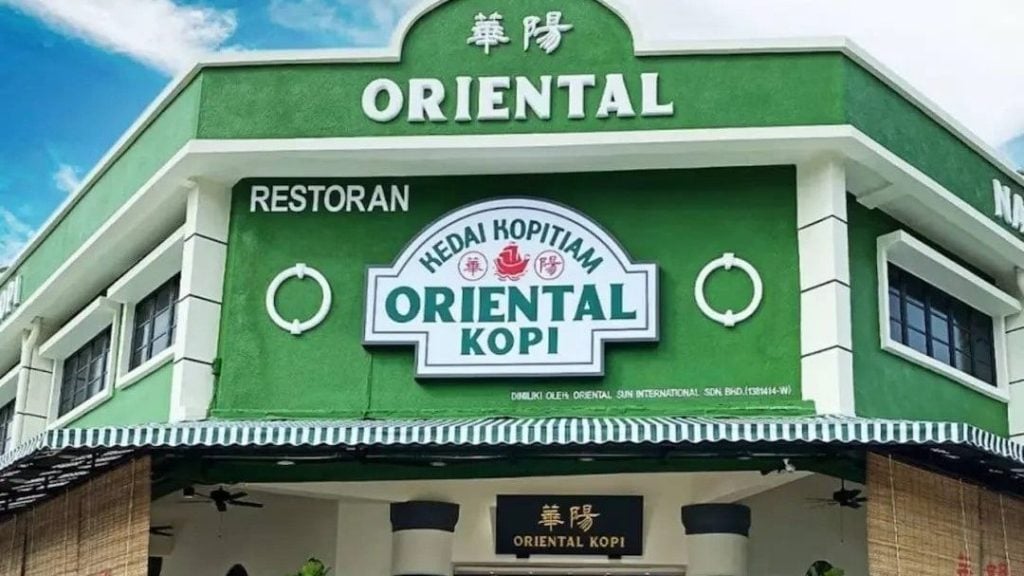 華陽
ORIENTAL
RESTORAN
NA
KEDAI KOPITIAM
華 陽
ORIENTAL
KOPI
DIMILIKI OLEH: ORIENTAL SUN INTERNATIONAL SDN. BHD.(1381414-W)
華陽
ORIENTAL KOPI